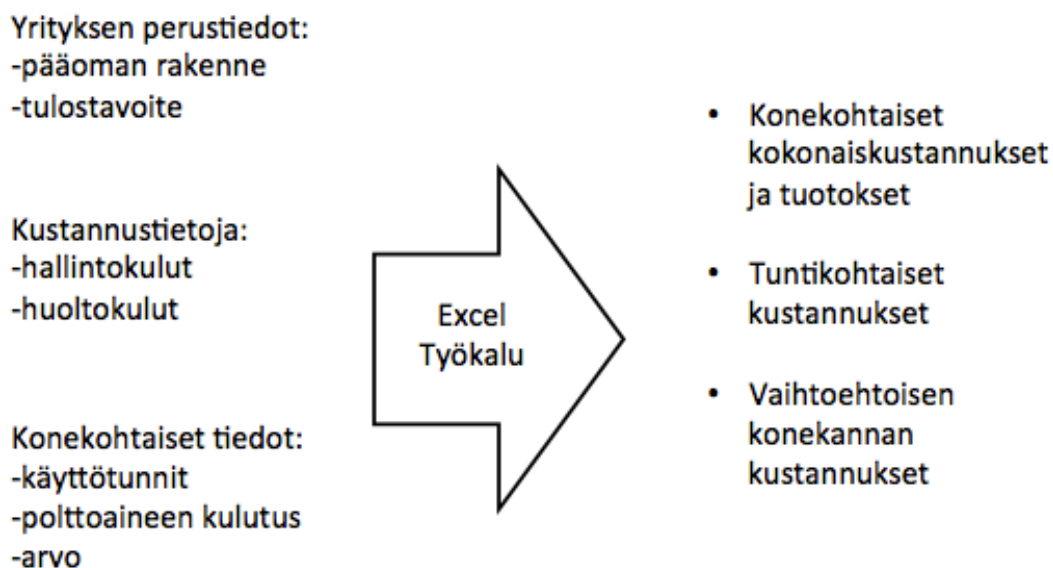 Yrityksen perustiedot:
-pääoman rakenne
-tulostavoite
Kustannustietoja:
-hallintokulut
-huoltokulut
Konekohtaiset tiedot:
-käyttötunnit
-polttoaineen kulutus
-arvo
Excel
Työkalu
• Konekohtaiset
kokonaiskustannukset
ja tuotokset
• Tuntikohtaiset
kustannukset
• Vaihtoehtoisen
konekannan
kustannukset